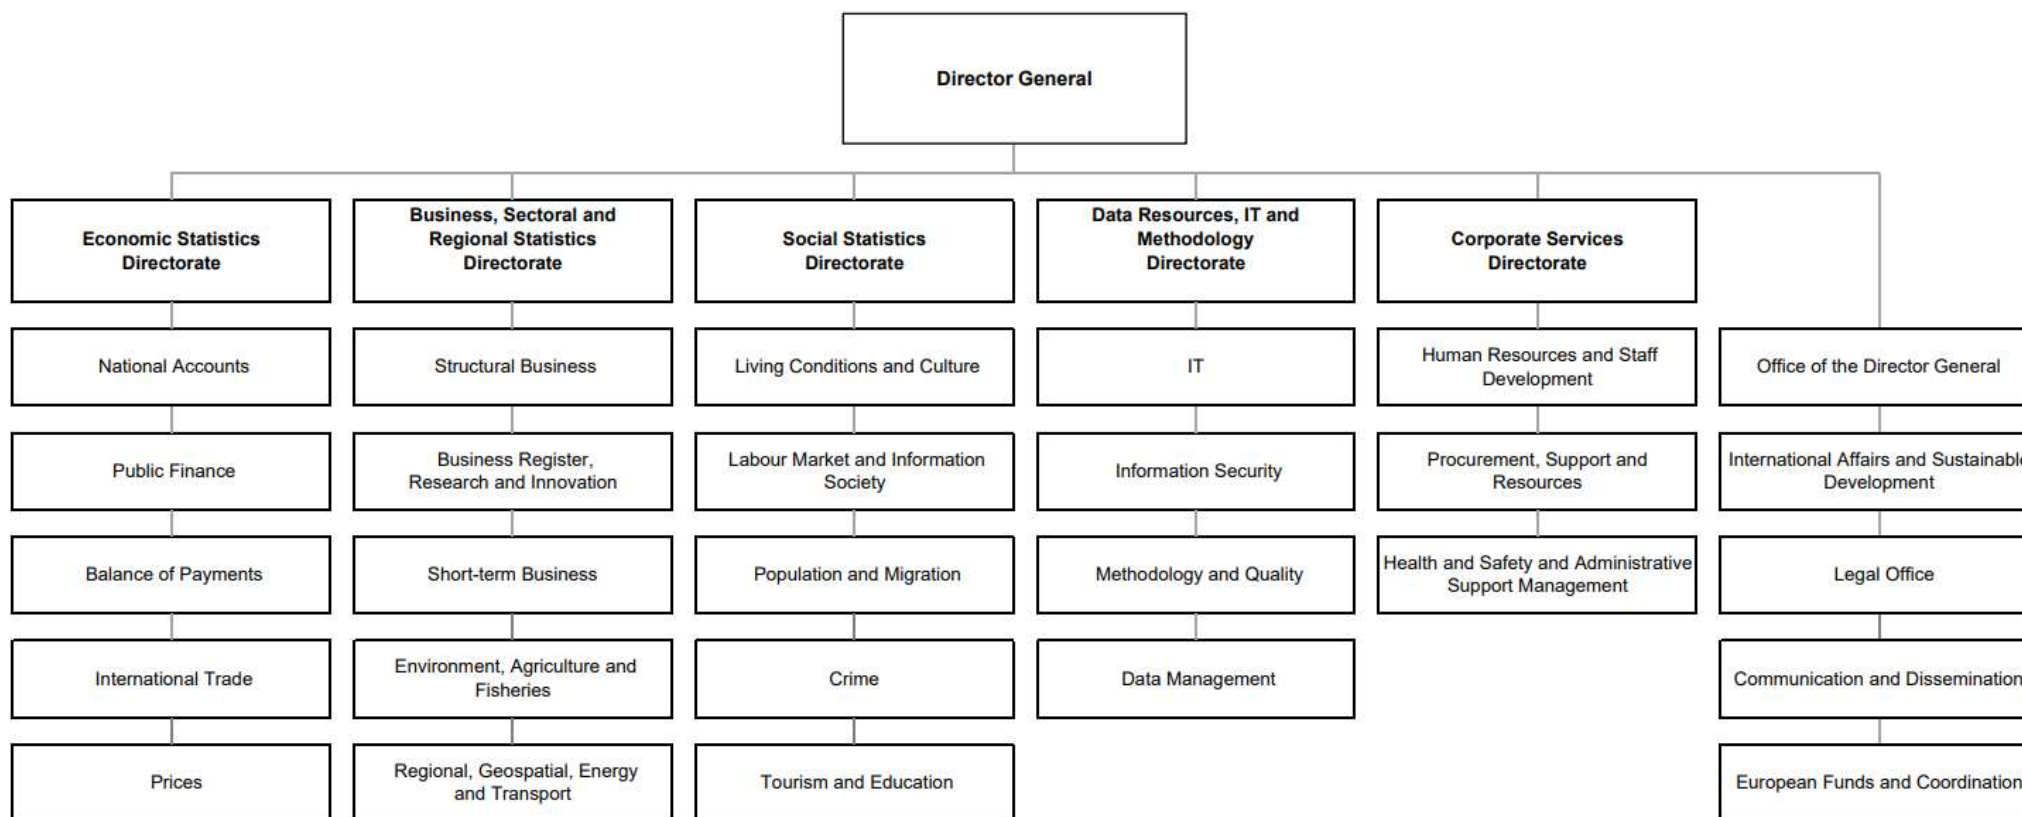 Director General
Economic Statistics
Directorate
Business, Sectoral and
Regional Statistics
Directorate
Social Statistics
Directorate
Data Resources, IT and
Methodology
Directorate
Corporate Services
Directorate
National Accounts
Structural Business
Living Conditions and Culture
IT
Human Resources and Staff
Development
Office of the Director General
Public Finance
Business Register,
Research and Innovation
Labour Market and Information
Society
Information Security
Procurement, Support and
Resources
International Affairs and Sustainable
Development
Balance of Payments
Short-term Business
Population and Migration
Methodology and Quality
Health and Safety and Administrative
Support Management
Legal Office
International Trade
Environment, Agriculture and
Fisheries
Crime
Data Management
Communication and Dissemination
Prices
Regional, Geospatial, Energy
and Transport
Tourism and Education
European Funds and Coordination